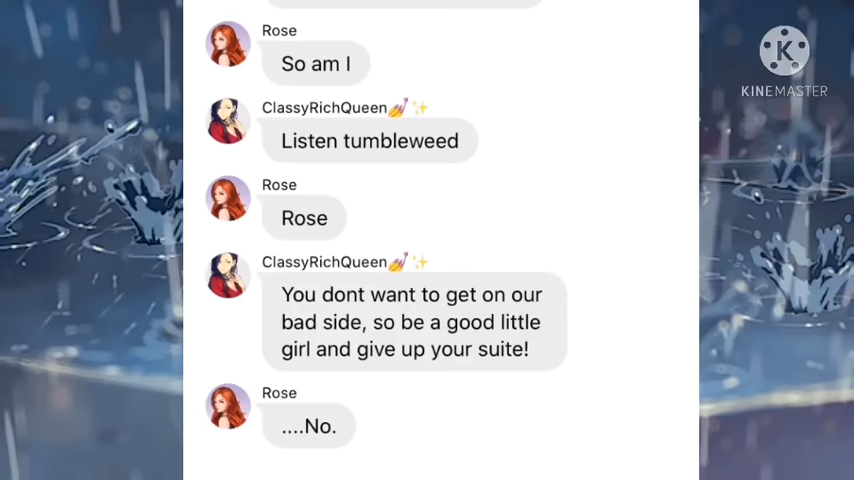 Rose
So am I
ClassyRichQueen💅✨
Listen tumbleweed
Rose
Rose
ClassyRichQueen💅✨
You dont want to get on our
bad side, so be a good little
girl and give up your suite!
Rose
....No.
K
KINEMASTER